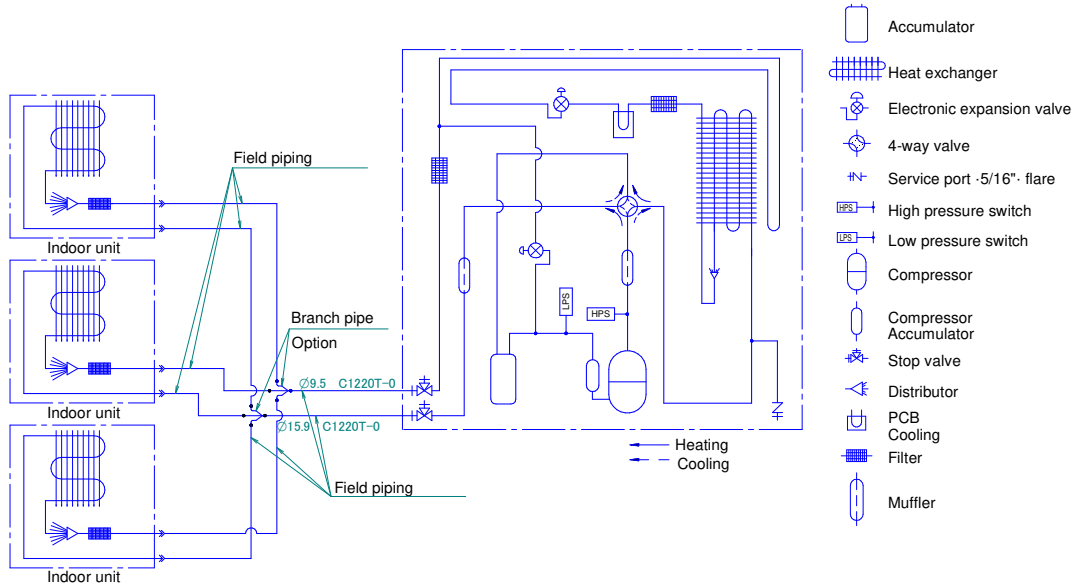 Indoor unit
Indoor unit
Indoor unit
Field piping
Branch pipe
Option
∅9.5 C1220T-0
∅15.9 C1220T-0
Field piping
LPS
HPS
Heating
Cooling
Accumulator
Heat exchanger
Electronic expansion valve
4-way valve
Service port ·5/16"· flare
HPS High pressure switch
LPS Low pressure switch
Compressor
Compressor
Accumulator
Stop valve
Distributor
PCB
Cooling
Filter
Muffler